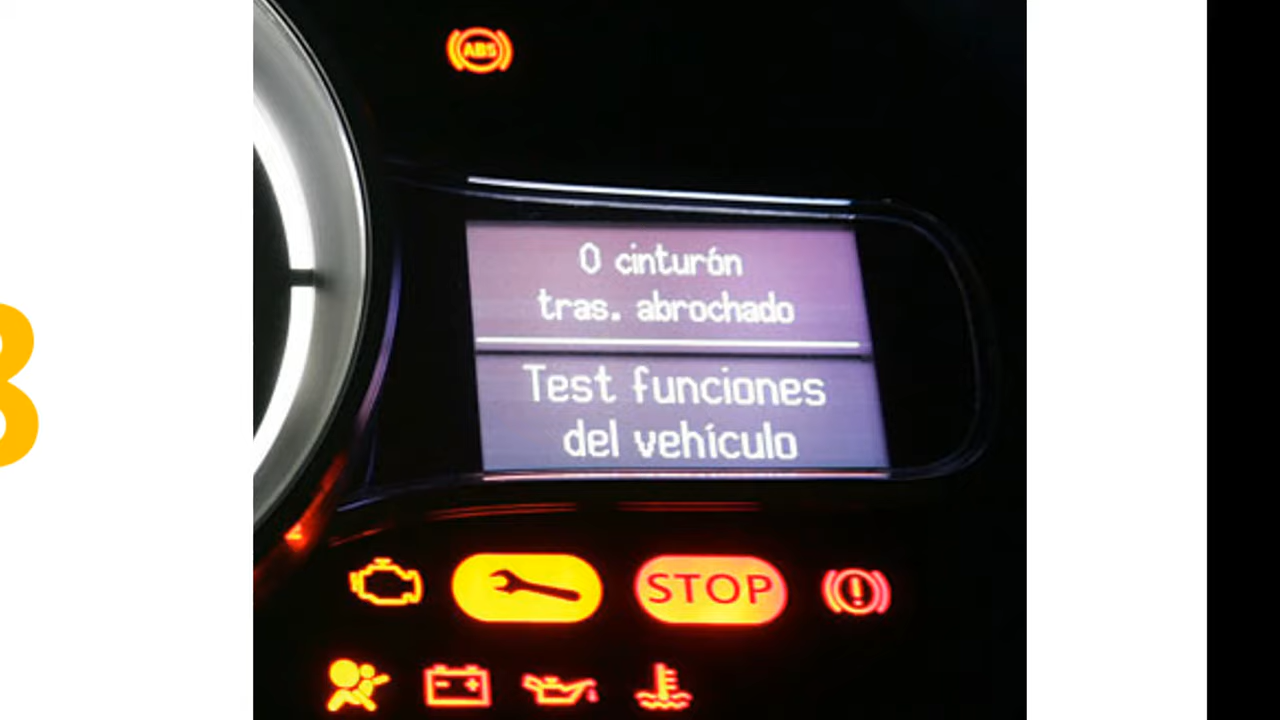 ABS
0 cinturón
tras. abrochado
Test funciones
del vehículo
STOP